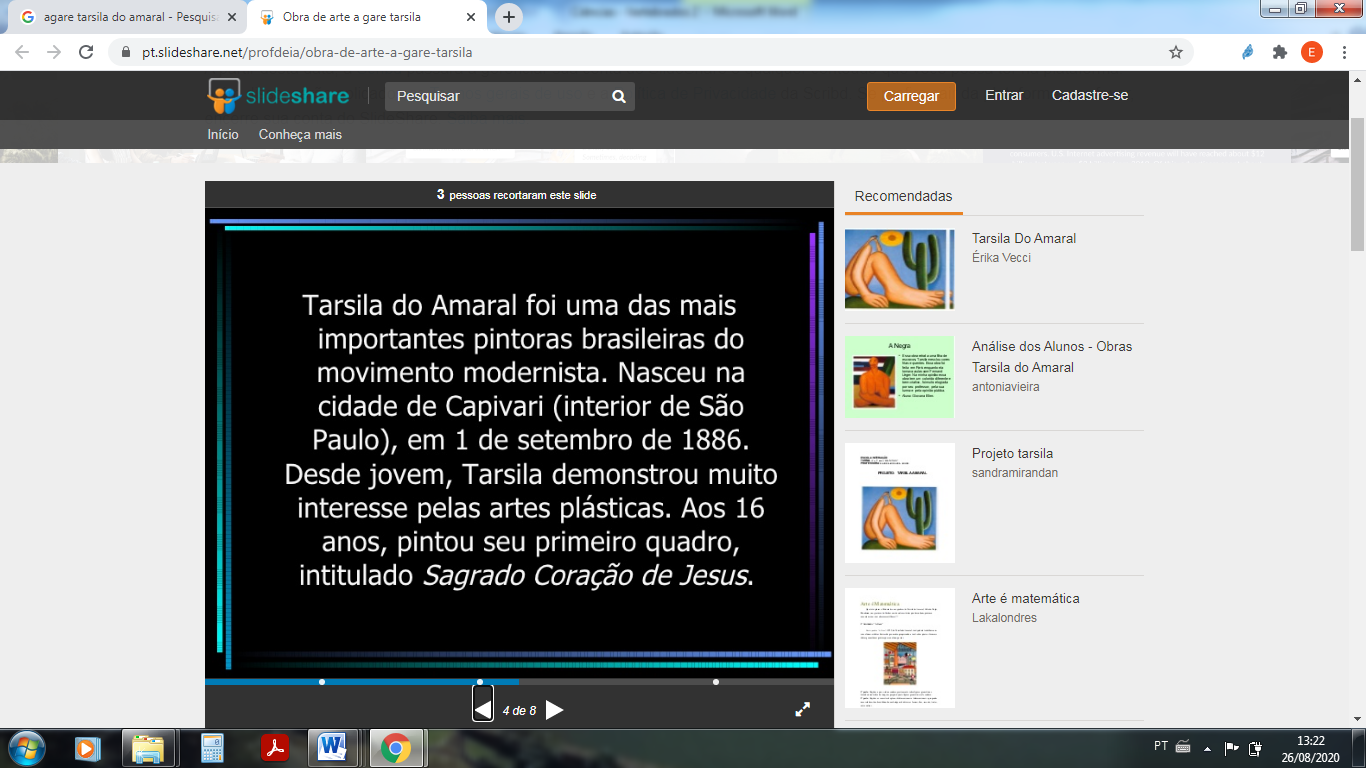 agare tarsila do amaral - Pesquisa
Obra de arte a gare tarsila
pt.slideshare.net/profdeia/obra-de-arte-a-gare-tarsila
E
slideshare
Pesquisar
Carregar
Entrar
Cadastre-se
Início
Conheça mais
3 pessoas recortaram este slide
Tarsila do Amaral foi uma das mais
importantes pintoras brasileiras do
movimento modernista. Nasceu na
cidade de Capivari (interior de São
Paulo), em 1 de setembro de 1886.
Desde jovem, Tarsila demonstrou muito
interesse pelas artes plásticas. Aos 16
anos, pintou seu primeiro quadro,
intitulado Sagrado Coração de Jesus.
4 de 8
Recomendadas
Tarsila Do Amaral
Érika Vecci
A Negra
Análise dos Alunos - Obras
Tarsila do Amaral
antoniavieira
Projeto tarsila
sandramirandan
Arte é matemática
Lakalondres
PT
13:22
26/08/2020